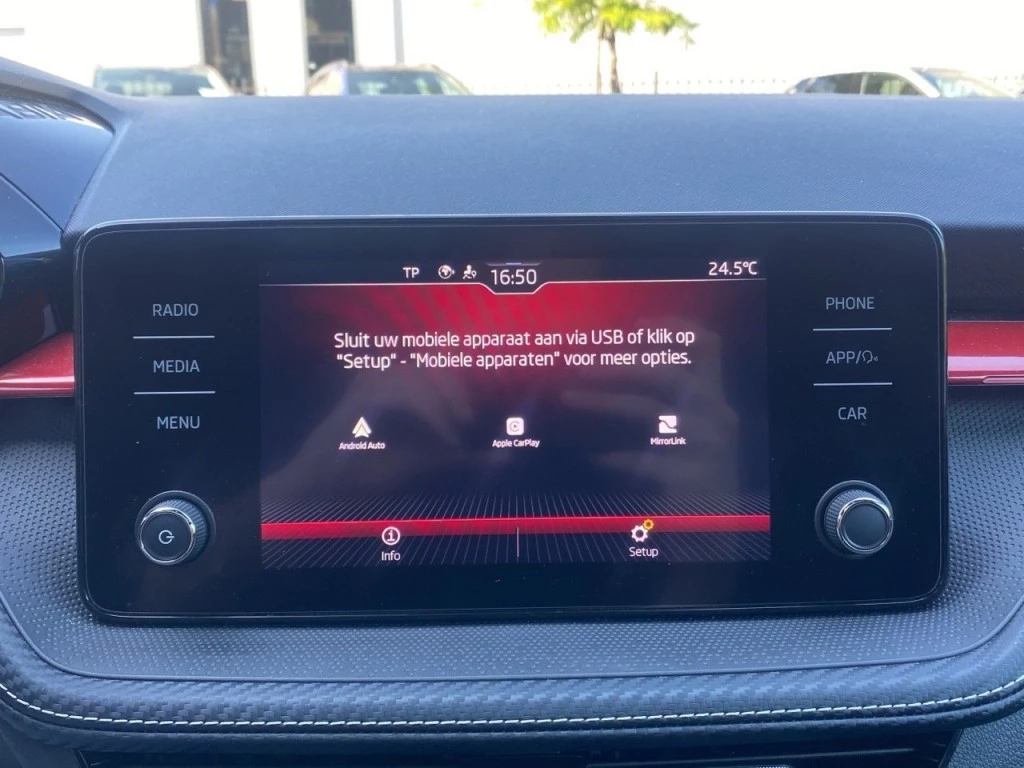 TP
16:50
24.5°C
RADIO
MEDIA
MENU
Sluit uw mobiele apparaat aan via USB of klik op
"Setup" - "Mobiele apparaten" voor meer opties.
Android Auto
Apple CarPlay
MirrorLink
Info
Setup
PHONE
APP/
CAR